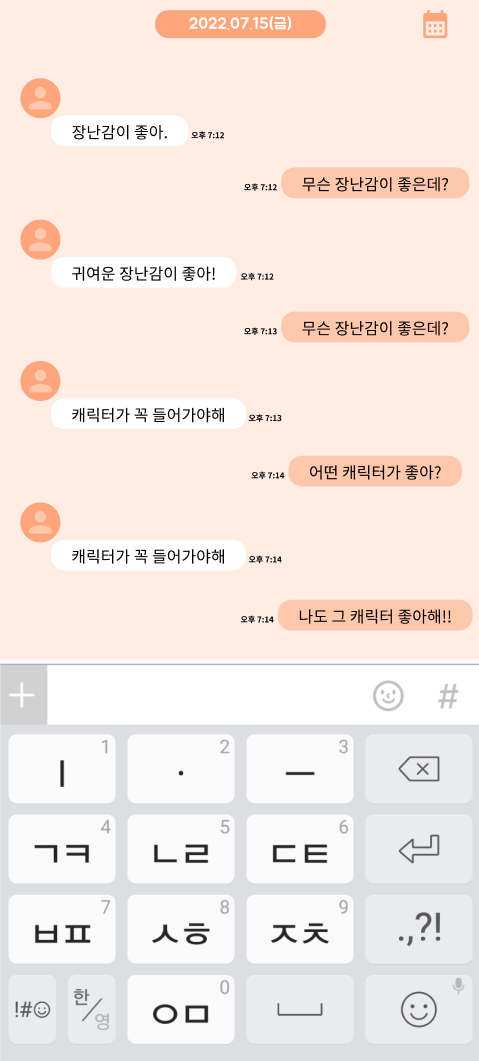 2022.07.15(금)
장난감이 좋아.
오후 7:12
무슨 장난감이 좋은데?
오후 7:12
귀여운 장난감이 좋아!
오후 7:12
무슨 장난감이 좋은데?
오후 7:13
캐릭터가 꼭 들어가야해
오후 7:13
어떤 캐릭터가 좋아?
오후 7:14
캐릭터가 꼭 들어가야해
오후 7:14
나도 그 캐릭터 좋아해!!
오후 7:14
#
ㅣ 1 · 2 ㅡ 3
ㄱㅋ 4 ㄴㄹ 5 ㄷㅌ 6
ㅂㅍ 7 ㅅㅎ 8 ㅈㅊ 9 .,?!
!#☺ 한/영 ㅇㅁ 0